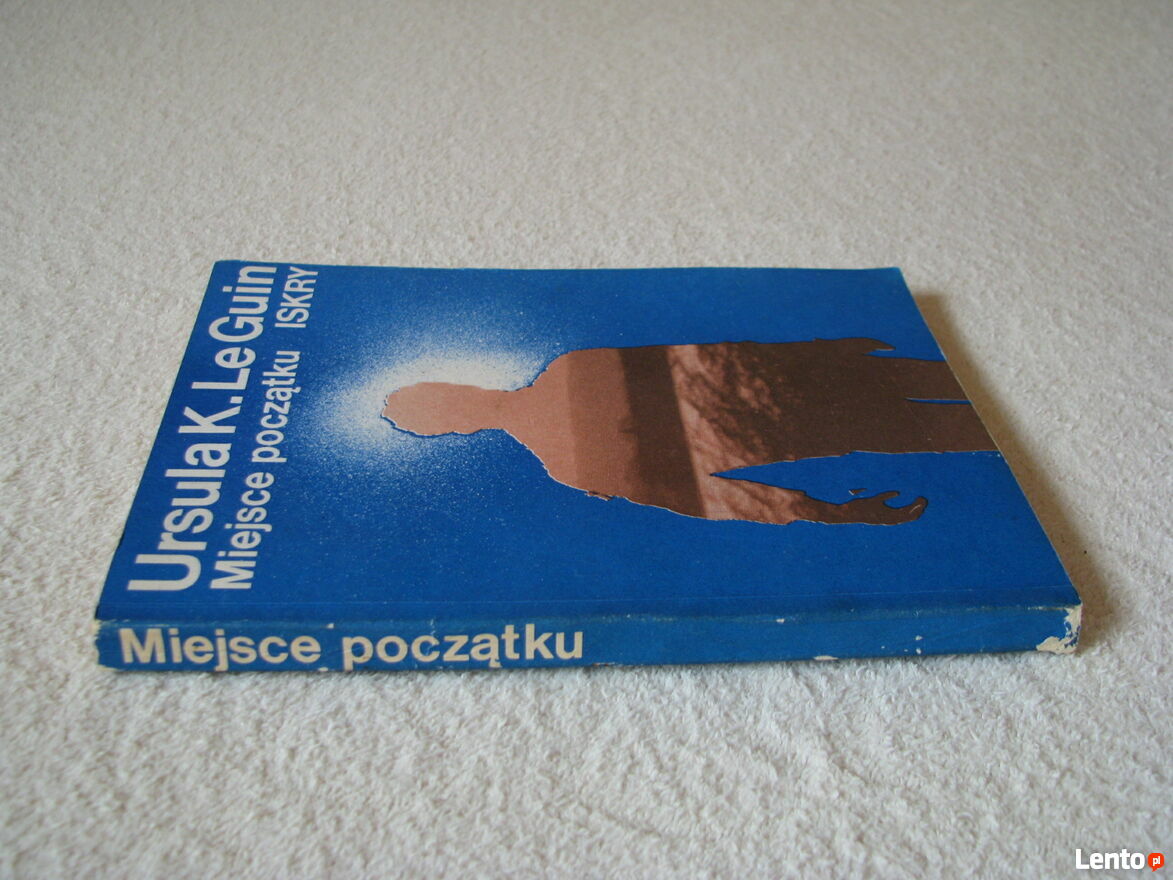 Ursula K. Le Guin
Miejsce początku ISKRY
Miejsce początku
Lento pl